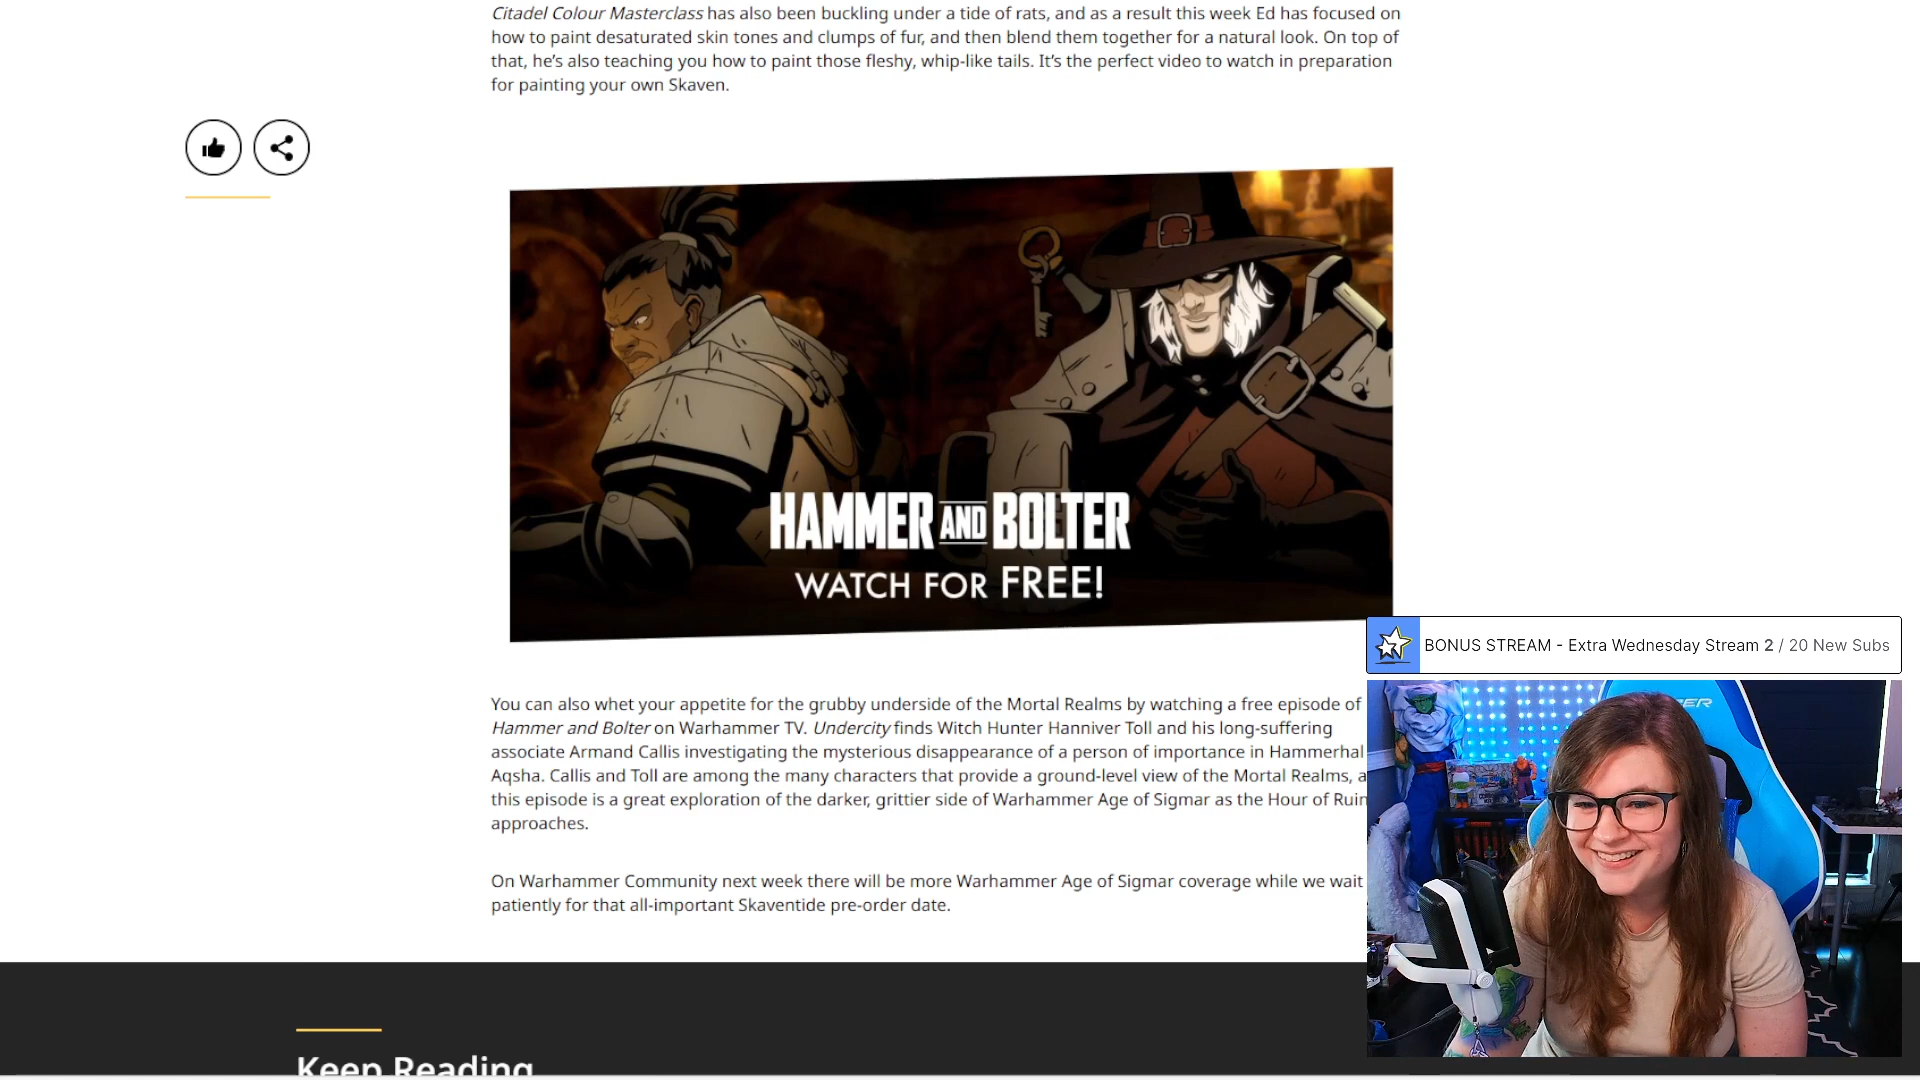 Citadel Colour Masterclass has also been buckling under a tide of rats, and as a result this week Ed has focused on
how to paint desaturated skin tones and clumps of fur, and then blend them together for a natural look. On top of
that, he’s also teaching you how to paint those fleshy, whip-like tails. It’s the perfect video to watch in preparation
for painting your own Skaven.
HAMMER AND BOLTER
WATCH FOR FREE!
BONUS STREAM - Extra Wednesday Stream 2 / 20 New Subs
You can also whet your appetite for the grubby underside of the Mortal Realms by watching a free episode of
Hammer and Bolter on Warhammer TV. Undercity finds Witch Hunter Hanniver Toll and his long-suffering
associate Armand Callis investigating the mysterious disappearance of a person of importance in Hammerhal
Aqsha. Callis and Toll are among the many characters that provide a ground-level view of the Mortal Realms, a
this episode is a great exploration of the darker, grittier side of Warhammer Age of Sigmar as the Hour of Ruin
approaches.
On Warhammer Community next week there will be more Warhammer Age of Sigmar coverage while we wait
patiently for that all-important Skaventide pre-order date.
Keep Reading